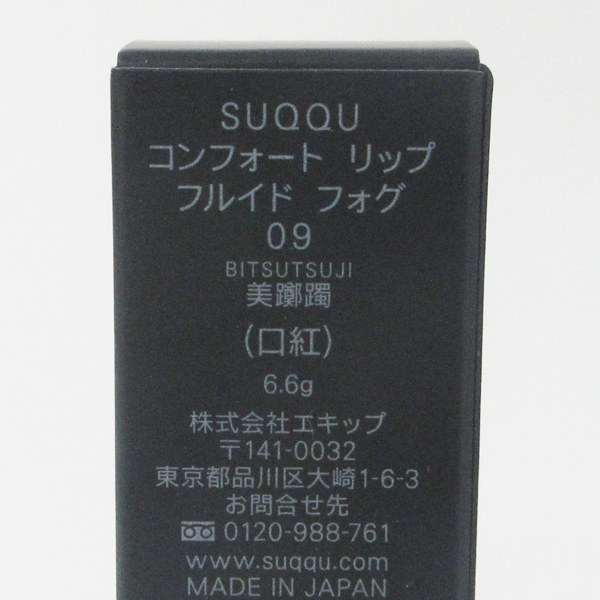 SUQQU
コンフォート リップ
フルイド フォグ
09
BITSUTSUJI
美躑躅
(口紅)
6.6g
株式会社エキップ
〒141-0032
東京都品川区大崎1-6-3
お問合せ先
0120-988-761
www.suqqu.com
MADE IN JAPAN